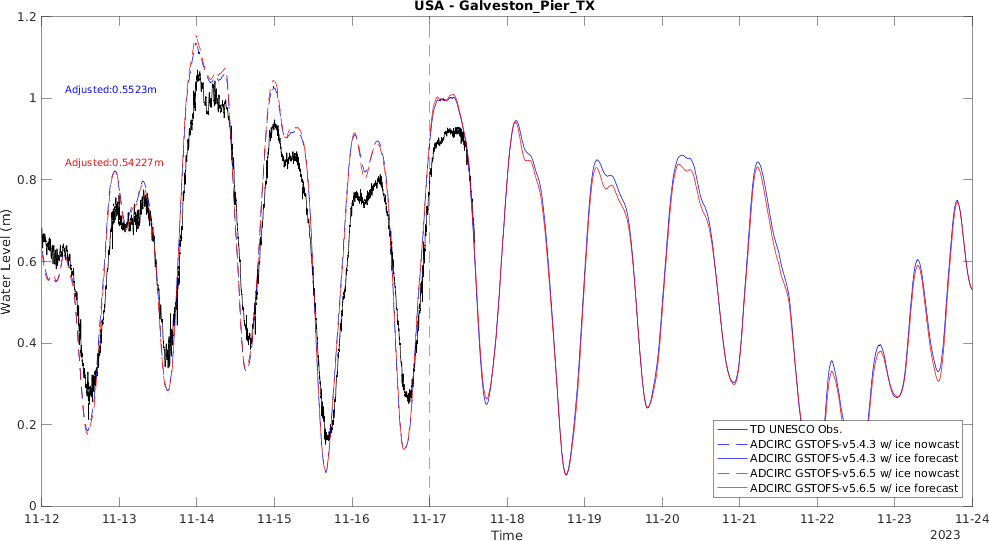 USA - Galveston_Pier_TX
1.2
1
0.8
0.6
0.4
0.2
0
Water Level (m)
Adjusted:0.5523m
Adjusted:0.54227m
TD UNESCO Obs.
ADCIRC GSTOFS-v5.4.3 w/ ice nowcast
ADCIRC GSTOFS-v5.4.3 w/ ice forecast
ADCIRC GSTOFS-v5.6.5 w/ ice nowcast
ADCIRC GSTOFS-v5.6.5 w/ ice forecast
11-12 11-13 11-14 11-15 11-16 11-17 11-18 11-19 11-20 11-21 11-22 11-23 11-24
Time
2023